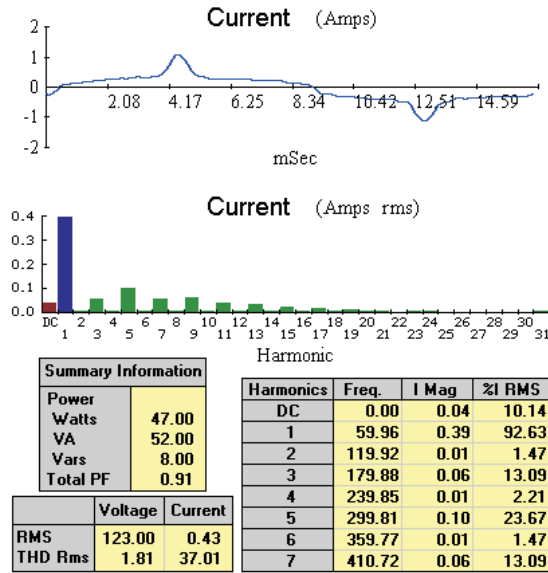 Current (Amps)
2
1
0
-1
-2
2.08 4.17 6.25 8.34 10.42 12.51 14.59
mSec
Current (Amps rms)
0.4
0.3
0.2
0.1
0.0
DC 2 4 6 8 10 12 14 16 18 20 22 24 26 28 30
1 3 5 7 9 11 13 15 17 19 21 23 25 27 29 31
Harmonic
Summary Information
Power
Watts 47.00
VA 52.00
Vars 8.00
Total PF 0.91
Voltage Current
RMS 123.00 0.43
THD Rms 1.81 37.01
Harmonics Freq. I Mag %I RMS
DC 0.00 0.04 10.14
1 59.96 0.39 92.63
2 119.92 0.01 1.47
3 179.88 0.06 13.09
4 239.85 0.01 2.21
5 299.81 0.10 23.67
6 359.77 0.01 1.47
7 410.72 0.06 13.09